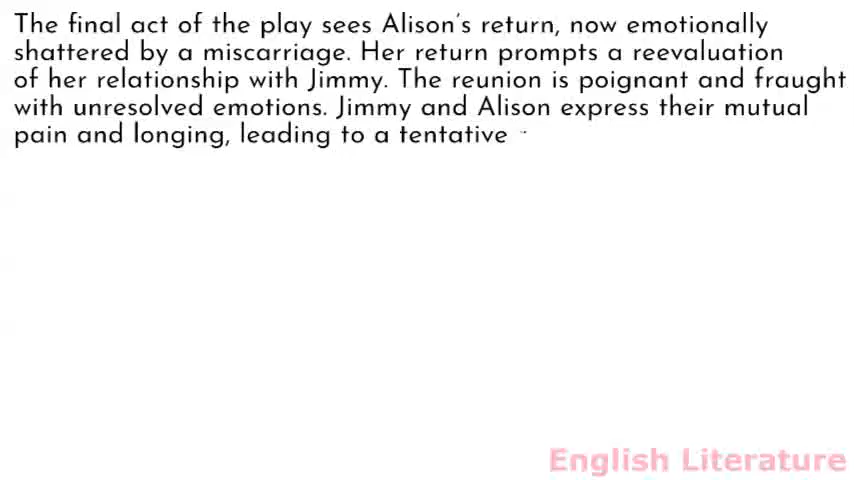 The final act of the play sees Alison's return, now emotionally
shattered by a miscarriage. Her return prompts a reevaluation
of her relationship with Jimmy. The reunion is poignant and fraught
with unresolved emotions. Jimmy and Alison express their mutual
pain and longing, leading to a tentative
English Literature